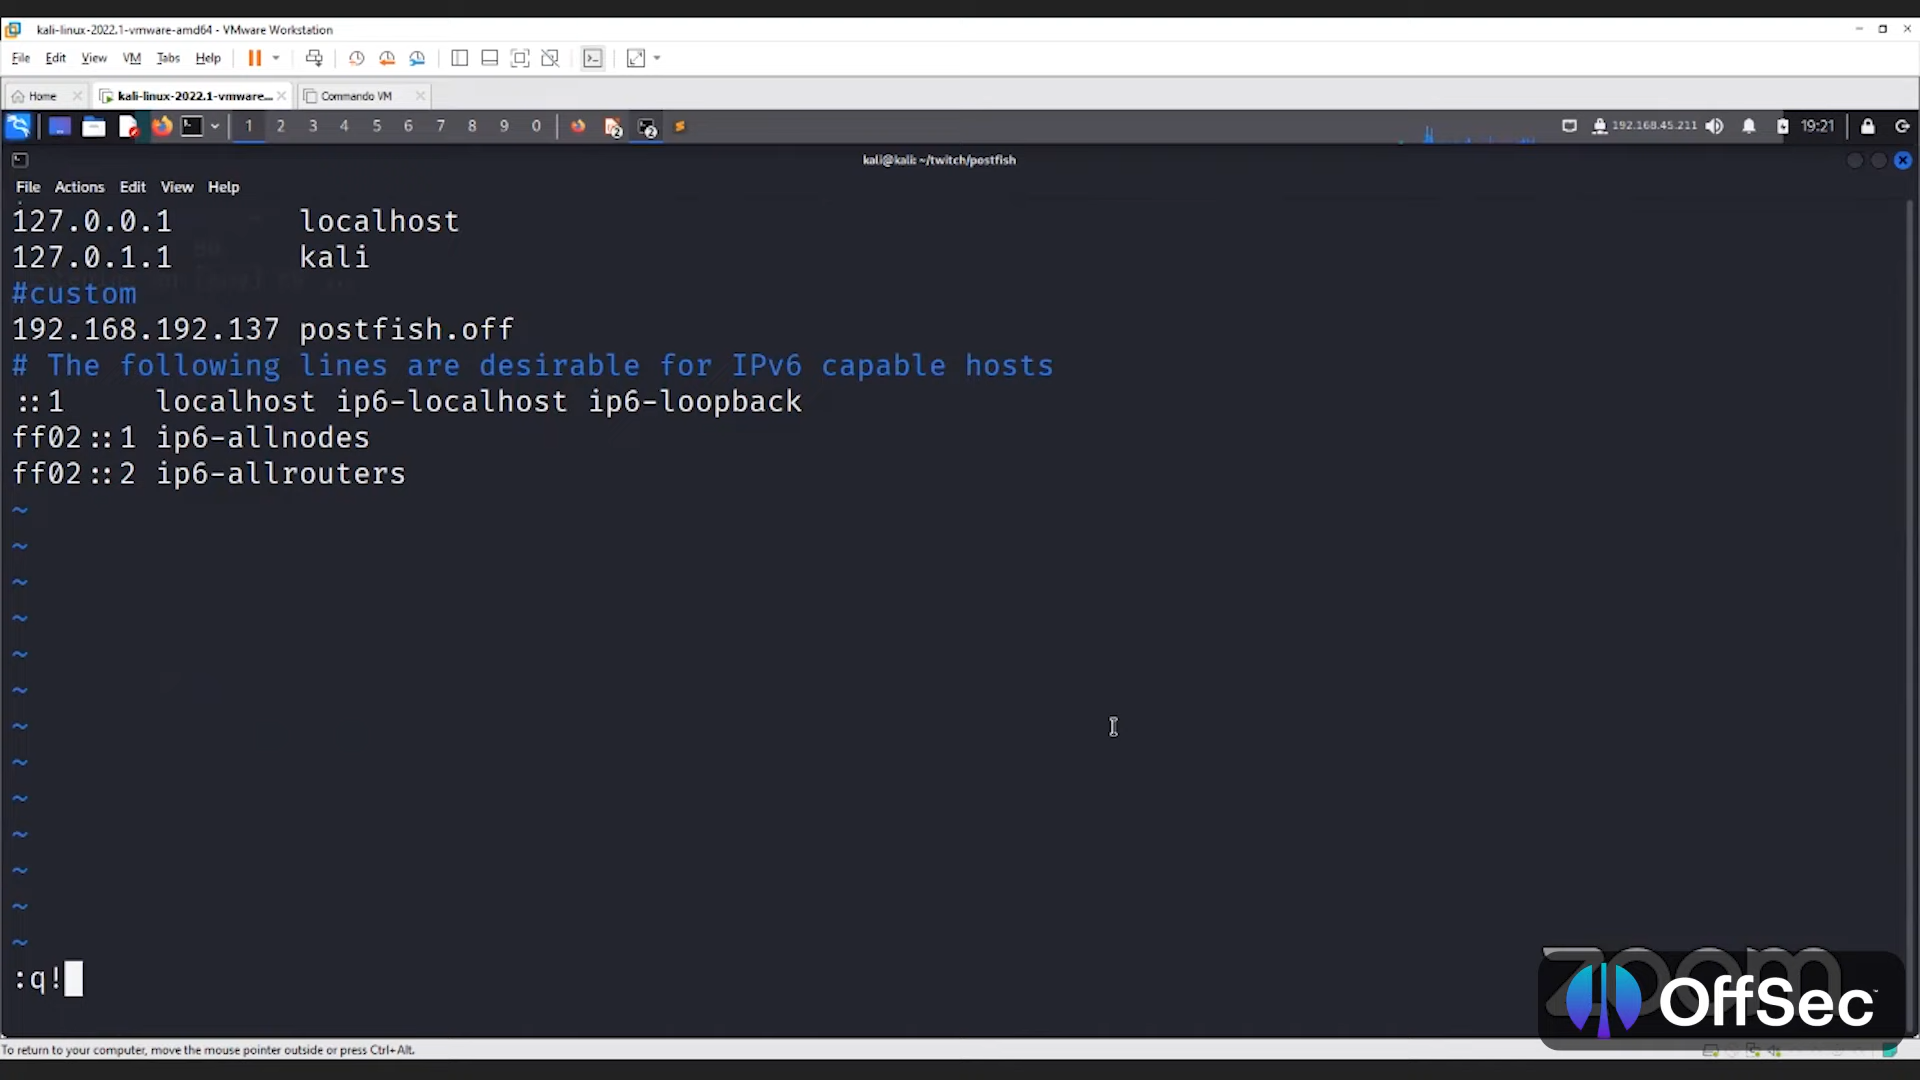 kali-linux-2022.1-vmware-amd64 - VMware Workstation
File Edit View VM Tabs Help
Home kali-linux-2022.1-vmware... Commando VM
1 2 3 4 5 6 7 8 9 0 192.168.45.211 19:21
kali@kali: ~/twitch/postfish
File Actions Edit View Help
127.0.0.1 localhost
127.0.1.1 kali
#custom
192.168.192.137 postfish.off
# The following lines are desirable for IPv6 capable hosts
::1 localhost ip6-localhost ip6-loopback
ff02::1 ip6-allnodes
ff02::2 ip6-allrouters
~
~
~
~
~
~
~
~
~
~
~
~
~
:q!
zoom
OffSec™
To return to your computer, move the mouse pointer outside or press Ctrl+Alt.